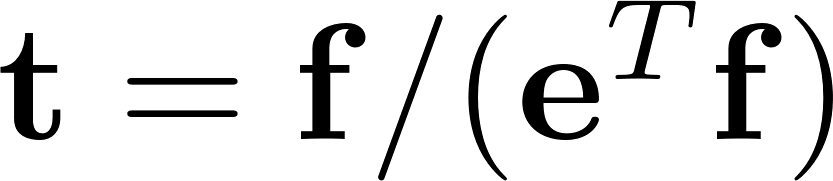 t = f/(e^T f)